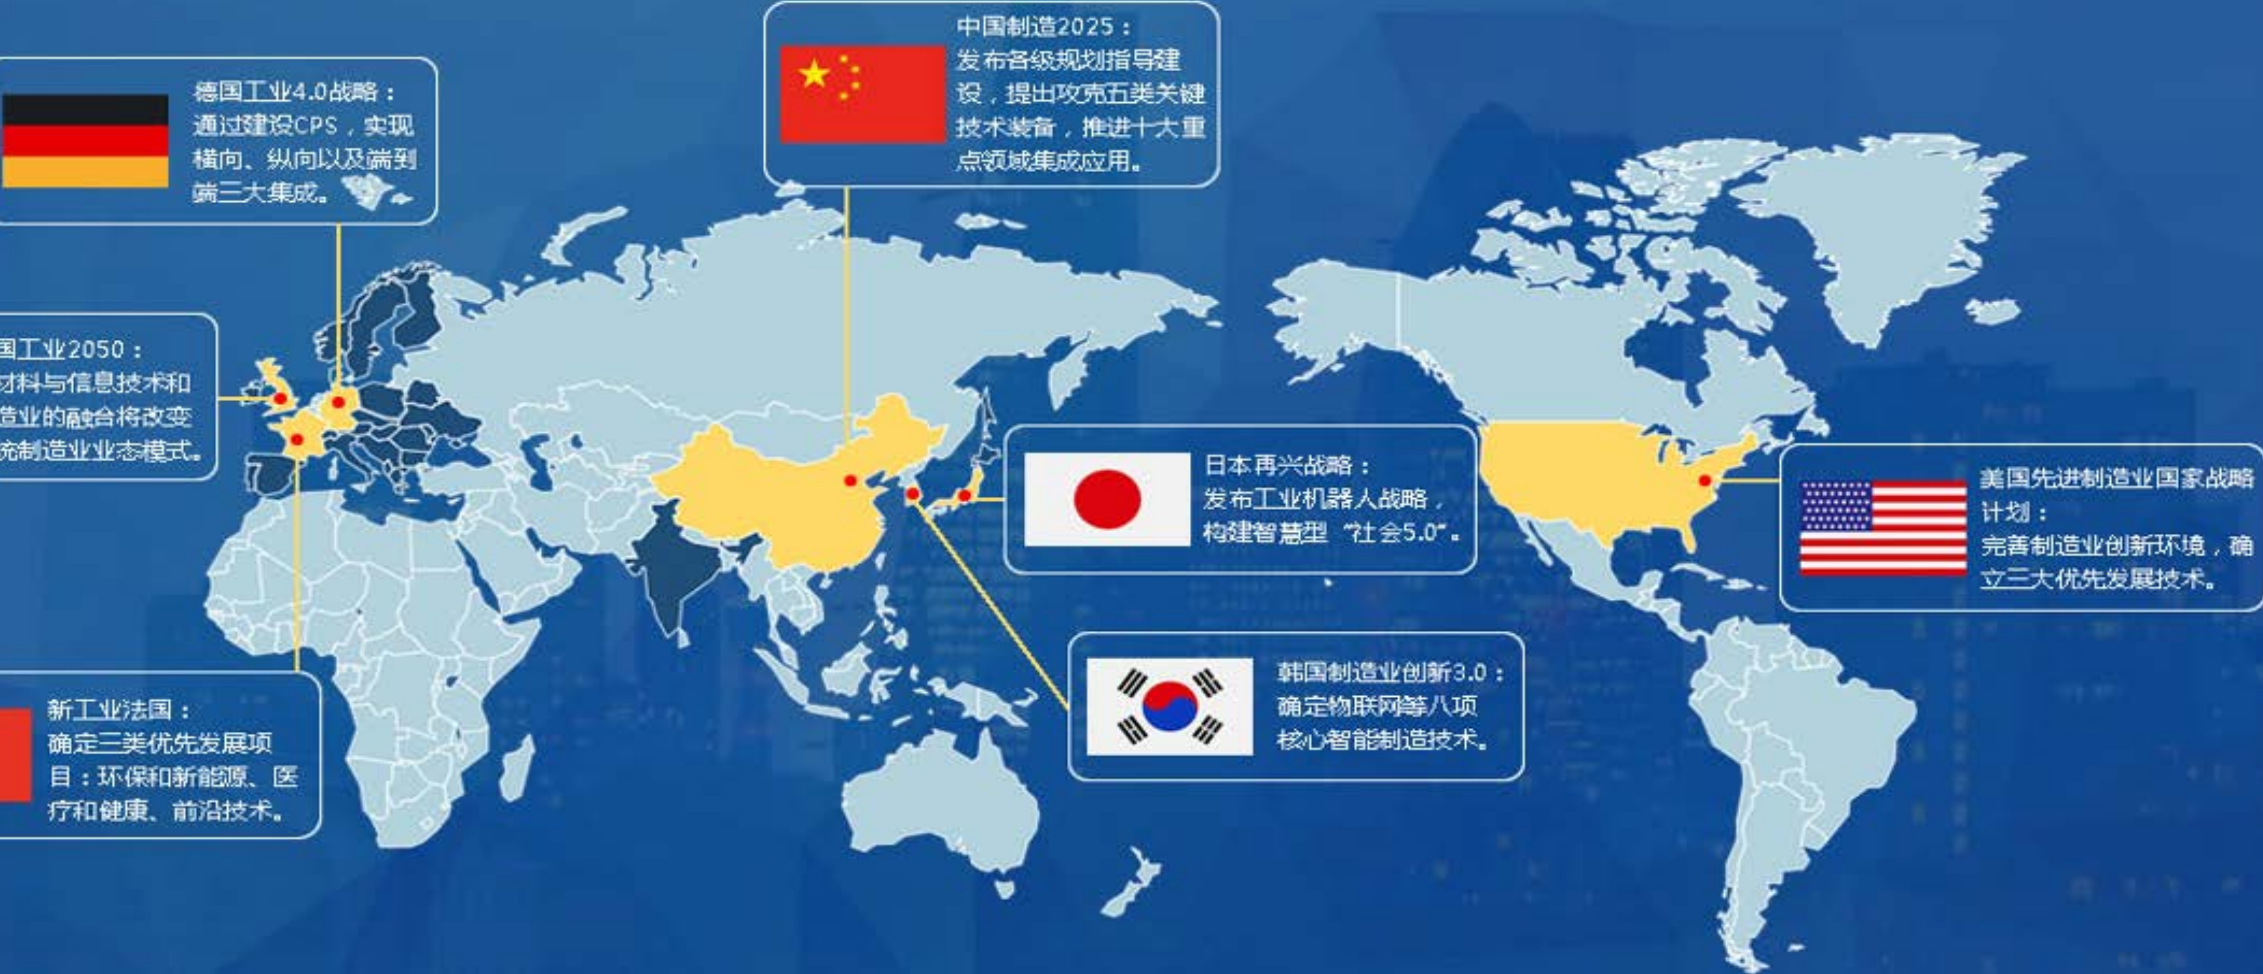 中国制造2025：
发布各级规划指导建
设，提出攻克五类关键
技术装备，推进十大重
点领域集成应用。
德国工业4.0战略：
通过建设CPS，实现
横向、纵向以及端到
端三大集成。
国工业2050：
材料与信息技术和
造业的融合将改变
统制造业业态模式。
日本再兴战略：
发布工业机器人战略，
构建智慧型“社会5.0”。
美国先进制造业国家战略
计划：
完善制造业创新环境，确
立三大优先发展技术。
韩国制造业创新3.0：
确定物联网等八项
核心智能制造技术。
新工业法国：
确定三类优先发展项
目：环保和新能源、医
疗和健康、前沿技术。